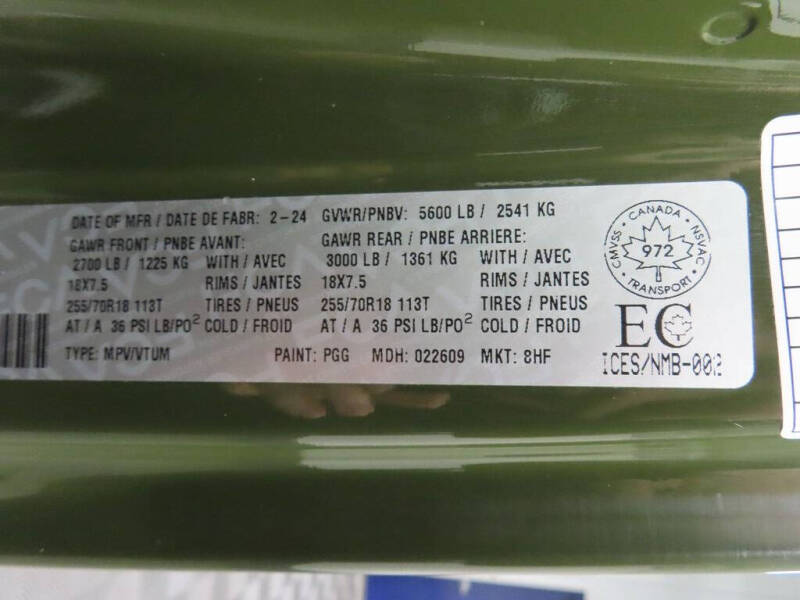 DATE OF MFR / DATE DE FABR: 2-24 GVWR/PNBV: 5600 LB / 2541 KG
GAWR FRONT / PNBE AVANT: GAWR REAR / PNBE ARRIERE:
2700 LB / 1225 KG WITH / AVEC 3000 LB / 1361 KG WITH / AVEC
18X7.5 RIMS / JANTES 18X7.5 RIMS / JANTES
255/70R18 113T TIRES / PNEUS 255/70R18 113T TIRES / PNEUS
AT / A 36 PSI LB/PO² COLD / FROID AT / A 36 PSI LB/PO² COLD / FROID
TYPE: MPV/VTUM PAINT: PGG MDH: 022609 MKT: 8HF
CMVSS · CANADA · NSVAC
972
TRANSPORT
EC
ICES/NMB-002